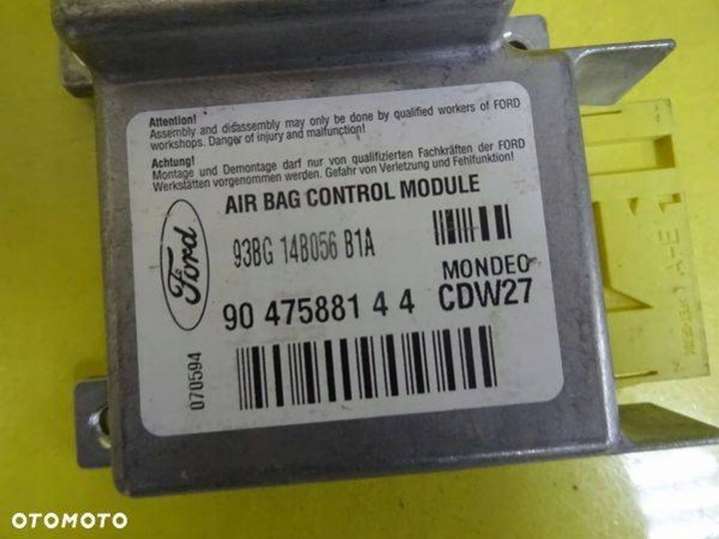 Attention!
Assembly and disassembly may only be done by qualified workers of FORD
workshops. Danger of injury and malfunction!
Achtung!
Montage und Demontage darf nur von qualifizierten Fachkräften der FORD
Werkstätten vorgenommen werden. Gefahr von Verletzung und Fehlfunktion!
AIR BAG CONTROL MODULE
Ford
93BG 14B056 B1A
MONDEO
90 4758814 4
CDW27
070594
OTOMOTO